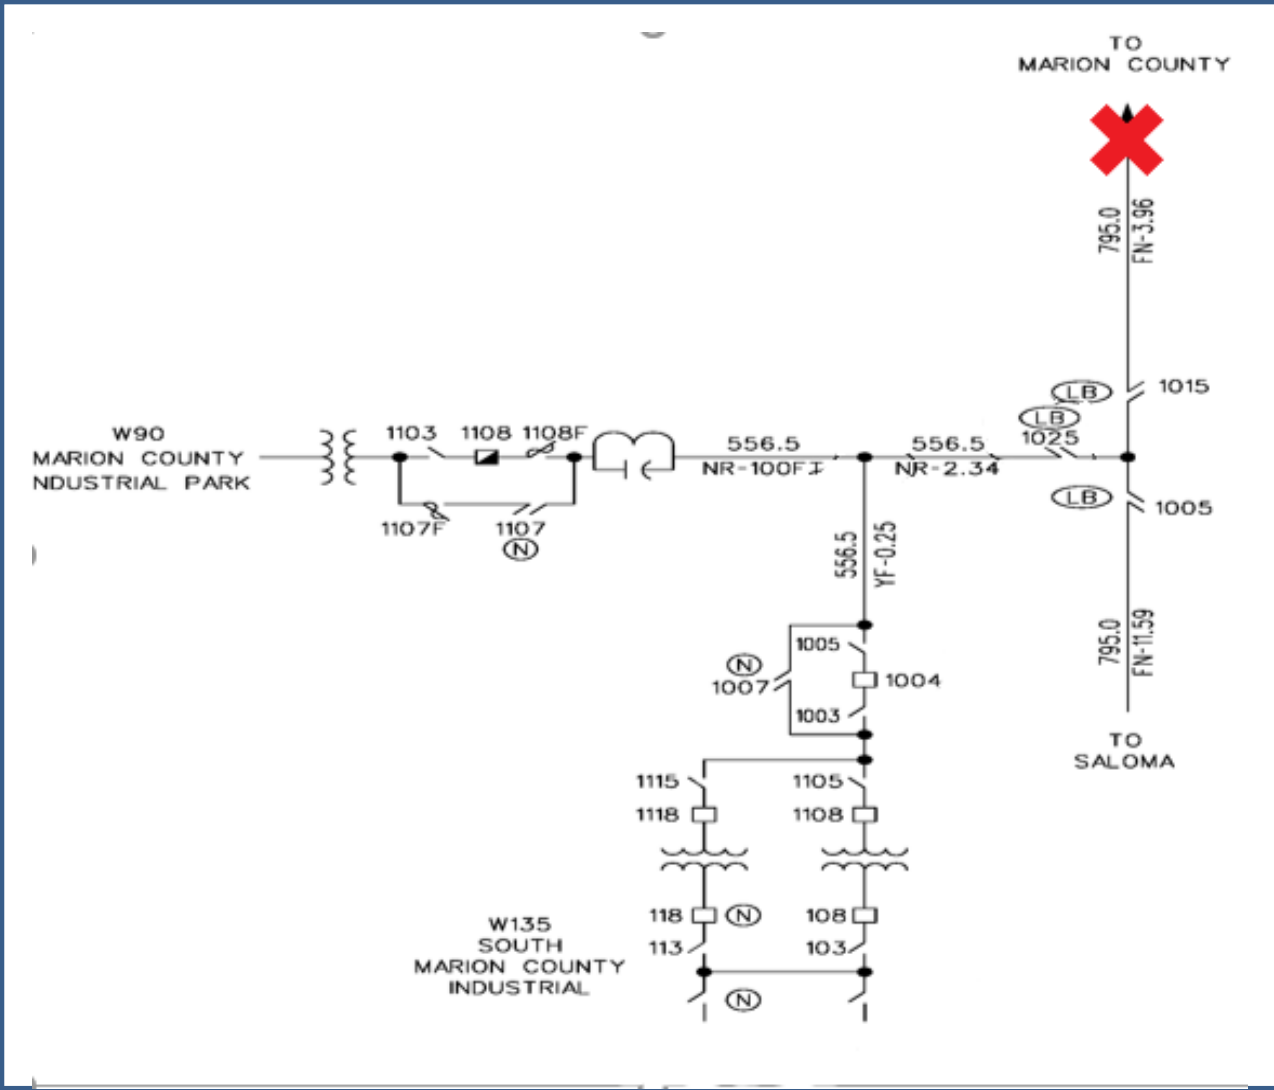 TO
MARION COUNTY
795.0
FN-3.96
LB
1015
LB
1025
W90
MARION COUNTY
NDUSTRIAL PARK
1103
1108
1108F
556.5
NR-100FT
556.5
NR-2.34
LB
1005
1107F
1107
N
556.5
YF-0.25
795.0
FN-11.59
TO
SALOMA
1005
N
1007
1004
1003
1115
1105
1118
1108
118
N
108
113
103
W135
SOUTH
MARION COUNTY
INDUSTRIAL
N